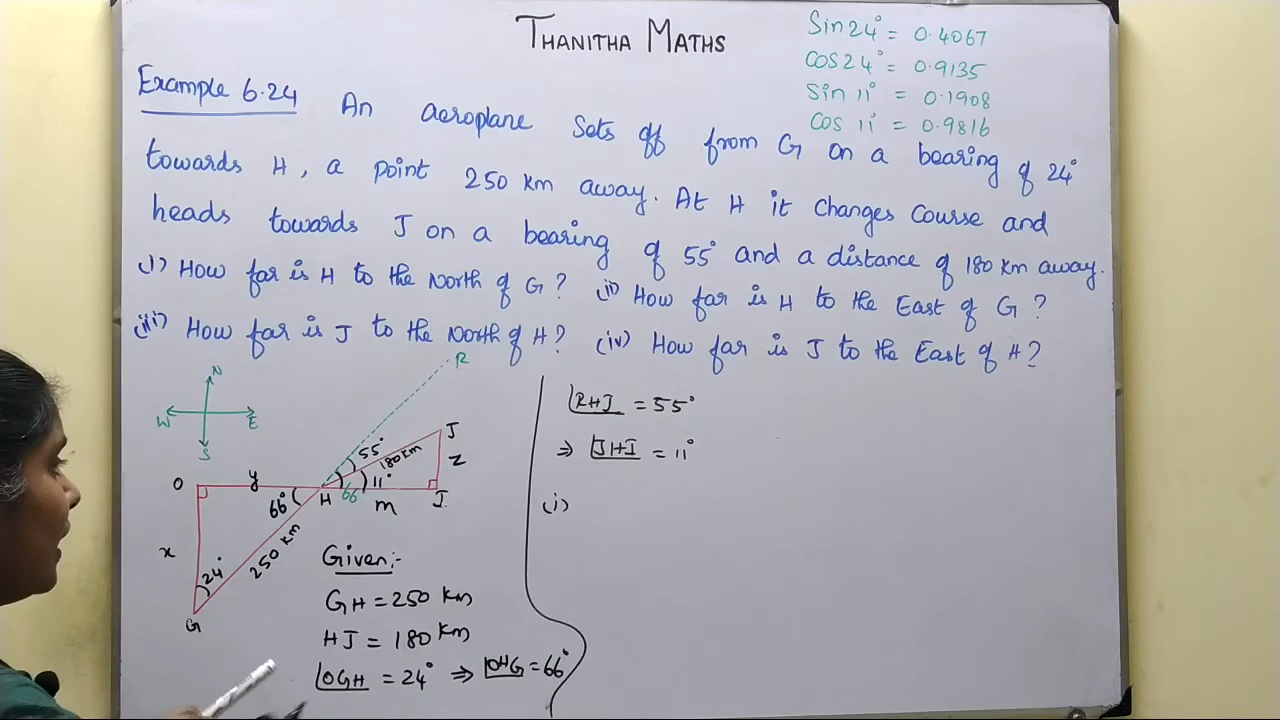 THANITHA MATHS
Sin 24° = 0.4067
COS 24° = 0.9135
Sin 11° = 0.1908
COS 11° = 0.9816
Example 6.24 An aeroplane sets off from G on a bearing of 24°
towards H, a point 250 km away. At H it changes course and
heads towards J on a bearing of 55° and a distance of 180 km away.
(i) How far is H to the North of G? (ii) How far is H to the East of G?
(iii) How far is J to the North of H? (iv) How far is J to the East of H?
N
W E
S
R
55°
180km
J
Z
O y 66° H 66 11° m I
x
24°
250 km
G
Given:-
GH = 250 km
HJ = 180 km
∠OGH = 24° ⇒ ∠OHG = 66°
∠RHJ = 55°
⇒ ∠JHI = 11°
(i)